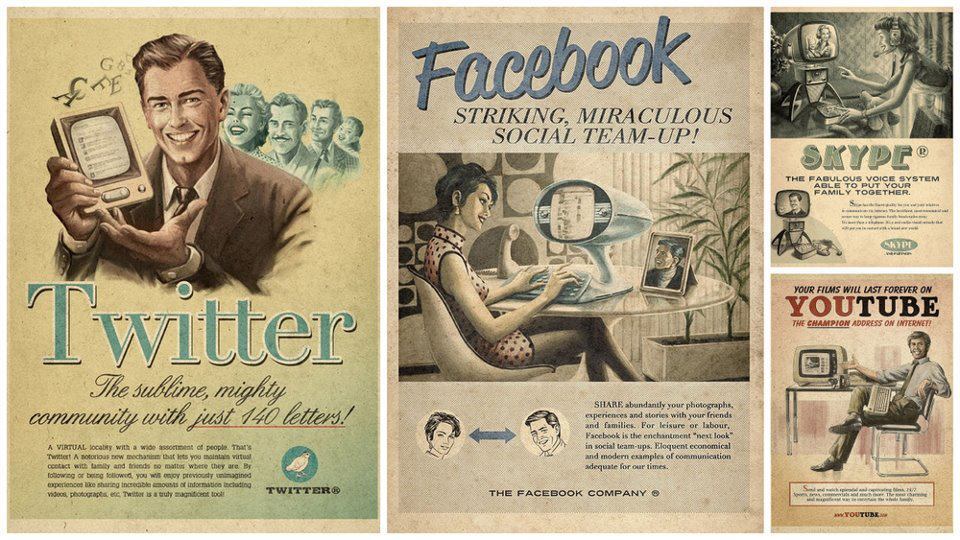 A
C
T
E
G
Twitter
The sublime, mighty
community with just 140 letters!
A VIRTUAL locality with a wide assortment of people. That's
Twitter! A notorious new mechanism that lets you maintain virtual
contact with family and friends no matter where they are. By
following or being followed, you will enjoy previously unimagined
experiences like sharing incredible amounts of information including
videos, photographs, etc. Twitter is a truly magnificent tool!
TWITTER®
Facebook
STRIKING, MIRACULOUS
SOCIAL TEAM-UP!
SHARE abundantly your photographs,
experiences and stories with your friends
and families. For leisure or labour,
Facebook is the enchantment "next look"
in social team-ups. Eloquent economical
and modern examples of communication
adequate for our times.
THE FACEBOOK COMPANY ®
SKYPE®
THE FABULOUS VOICE SYSTEM
ABLE TO PUT YOUR
FAMILY TOGETHER.
SKYPE
YOUR FILMS WILL LAST FOREVER ON
YOUTUBE
THE CHAMPION ADDRESS ON INTERNET!
Send and watch splendid and captivating films, 24/7
Sports, news, commercials and much more. The most charming
and magnificent way to entertain the whole family.
WWW.YOUTUBE.COM